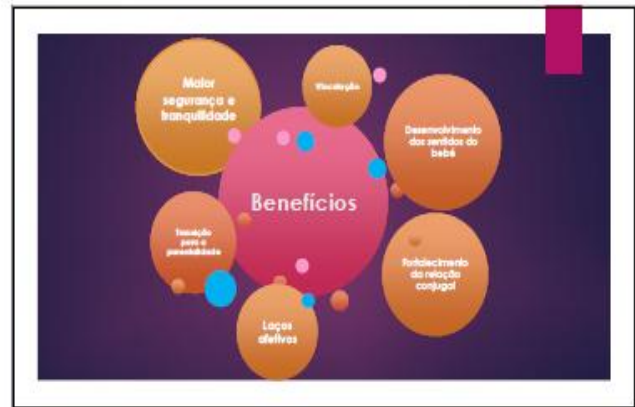 Maior
segurança e
tranquilidade
Vinculação
Desenvolvimento
dos sentidos do
bebé
Benefícios
Transição
para a
parentalidade
Fortalecimento
da relação
conjugal
Laços
afetivos